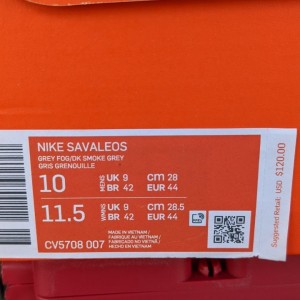 NIKE SAVALEOS
GREY FOG/DK SMOKE GREY
GRIS GRENOUILLE
10 MENS UK 9 CM 28
BR 42 EUR 44
11.5 WMNS UK 9 CM 28.5
BR 42 EUR 44
CV5708 007
MADE IN VIETNAM /
FABRIQUÉ AU VIETNAM /
FABRICADO NO VIETNÃ /
HECHO EN VIETNAM
Suggested Retail: USD: $120.00